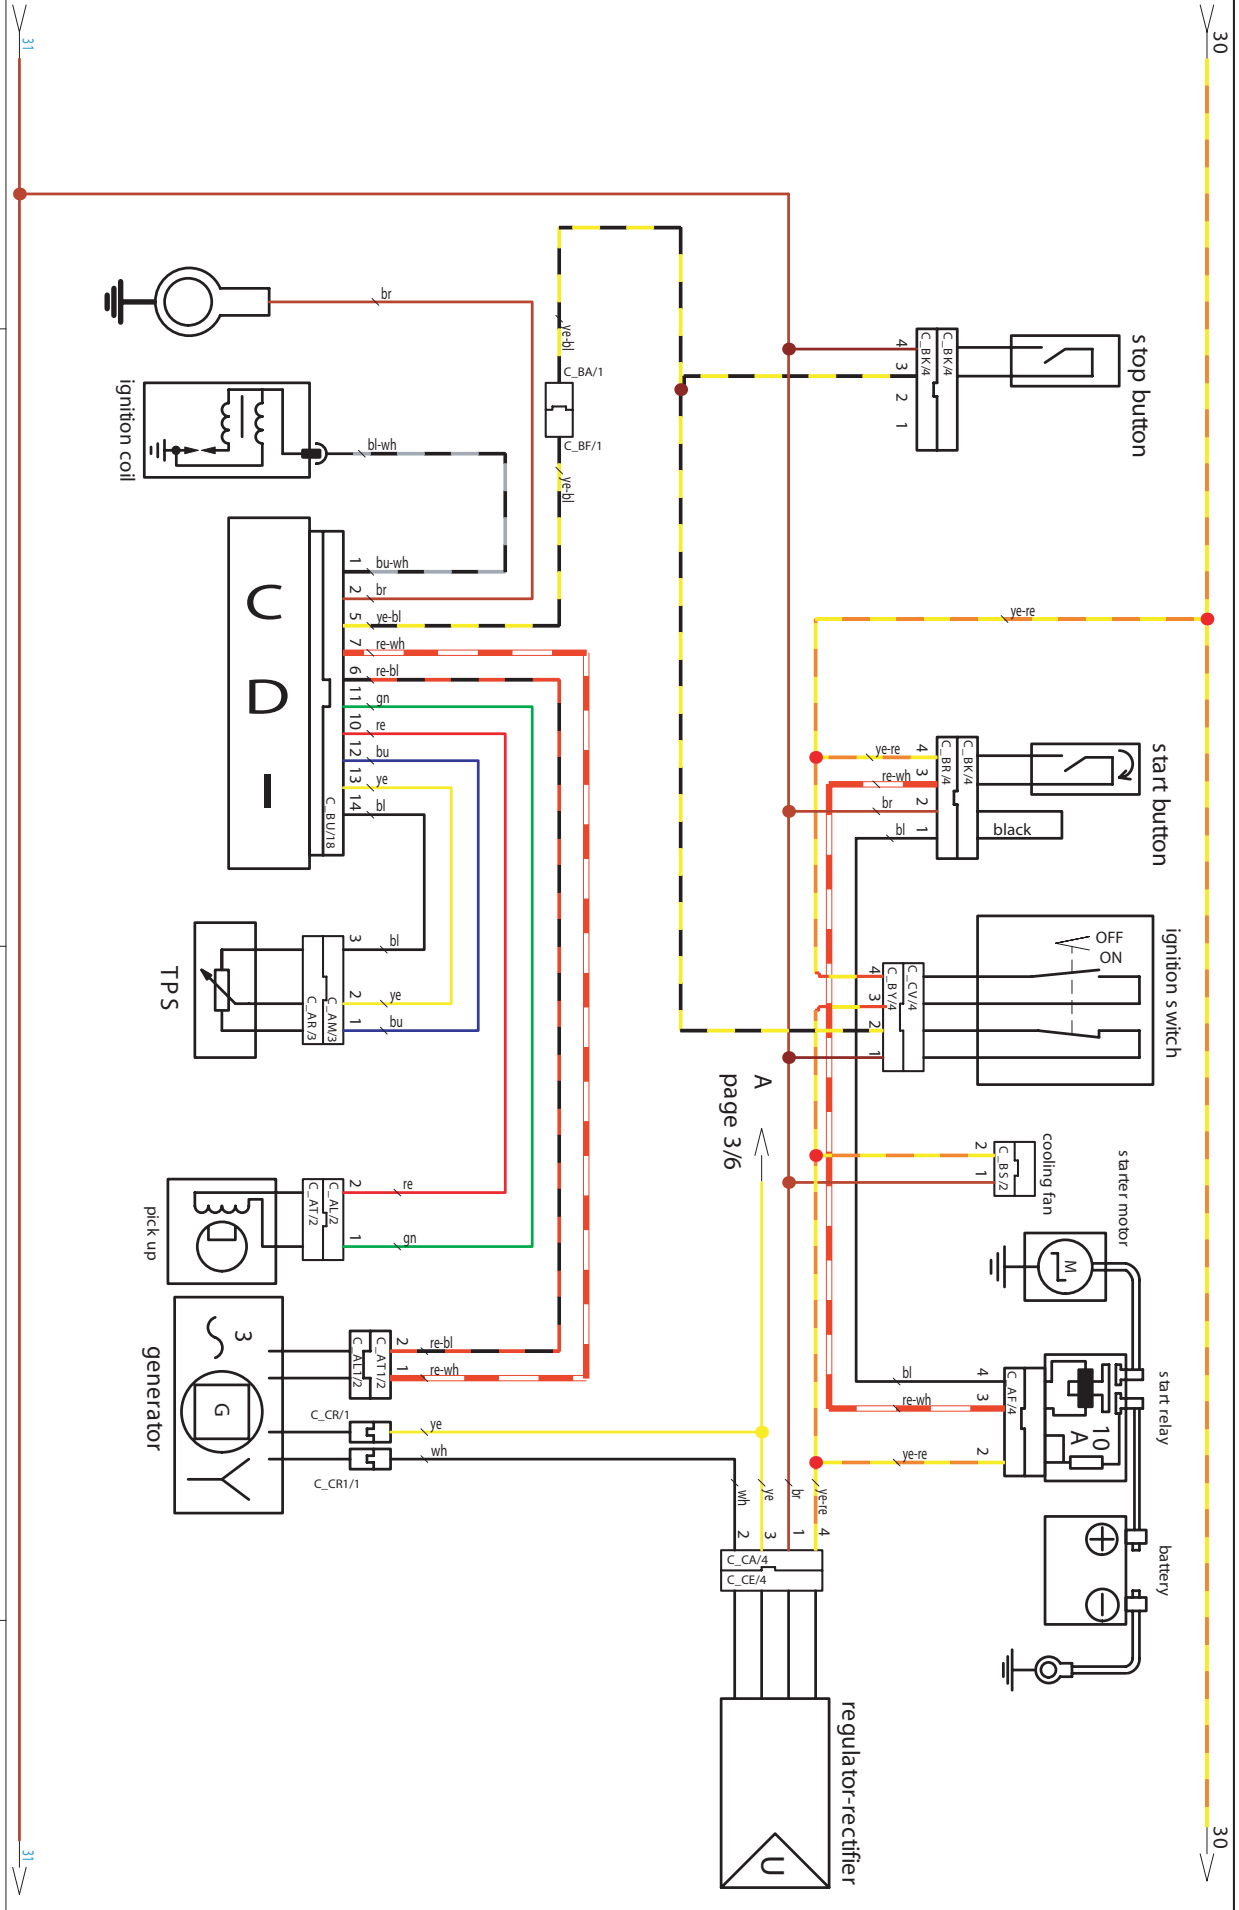 30
31
stop button
C_BK/4
C_BK/4
4
3
2
1
br
ye-bl
C_BA/1
C_BF/1
ye-bl
ignition coil
bl-wh
ye-re
C D I
1
2
5
7
6
11
10
12
13
14
bu-wh
br
ye-bl
re-wh
re-bl
gn
re
bu
ye
bl
C_BU/18
start button
C_BK/4
C_BR/4
4
3
2
1
ye-re
re-wh
br
bl
black
ignition switch
OFF
ON
C_CV/4
C_BY/4
4
3
2
1
TPS
C_AM/3
C_AR/3
3
2
1
bl
ye
bu
A
page 3/6
cooling fan
C_BS/2
2
1
starter motor
M
pick up
C_AL/2
C_AT/2
2
1
re
gn
start relay
10
A
C_AF/4
4
3
2
bl
re-wh
ye-re
generator
3
G
C_AT1/2
C_AL1/2
2
1
re-bl
re-wh
C_CR/1
ye
C_CR1/1
wh
battery
wh
ye
br
ye-re
2
3
1
4
C_CA/4
C_CE/4
regulator-rectifier
U
30
31